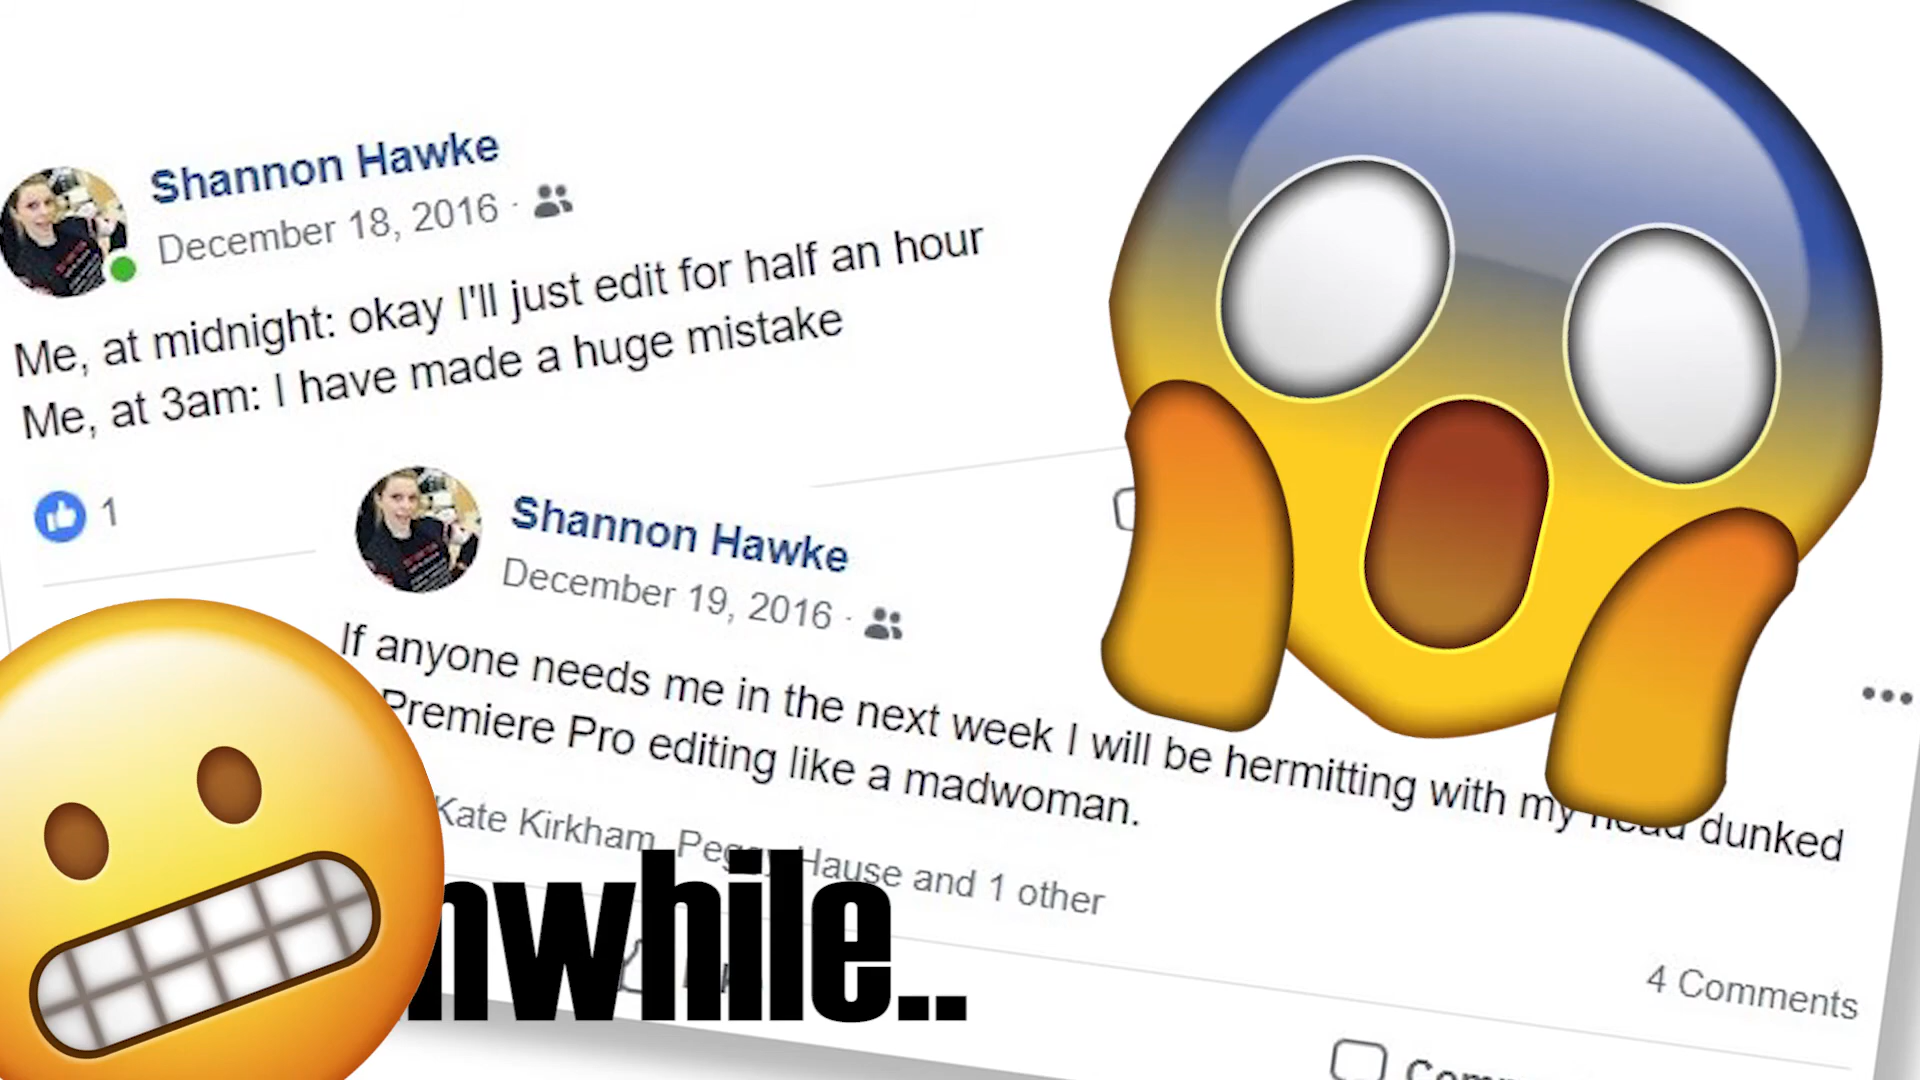 Shannon Hawke
December 18, 2016 ·
Me, at midnight: okay I'll just edit for half an hour
Me, at 3am: I have made a huge mistake
1
Shannon Hawke
December 19, 2016 ·
If anyone needs me in the next week I will be hermitting with my head dunked
Premiere Pro editing like a madwoman.
Kate Kirkham, Peggy Hause and 1 other
nwhile..
4 Comments